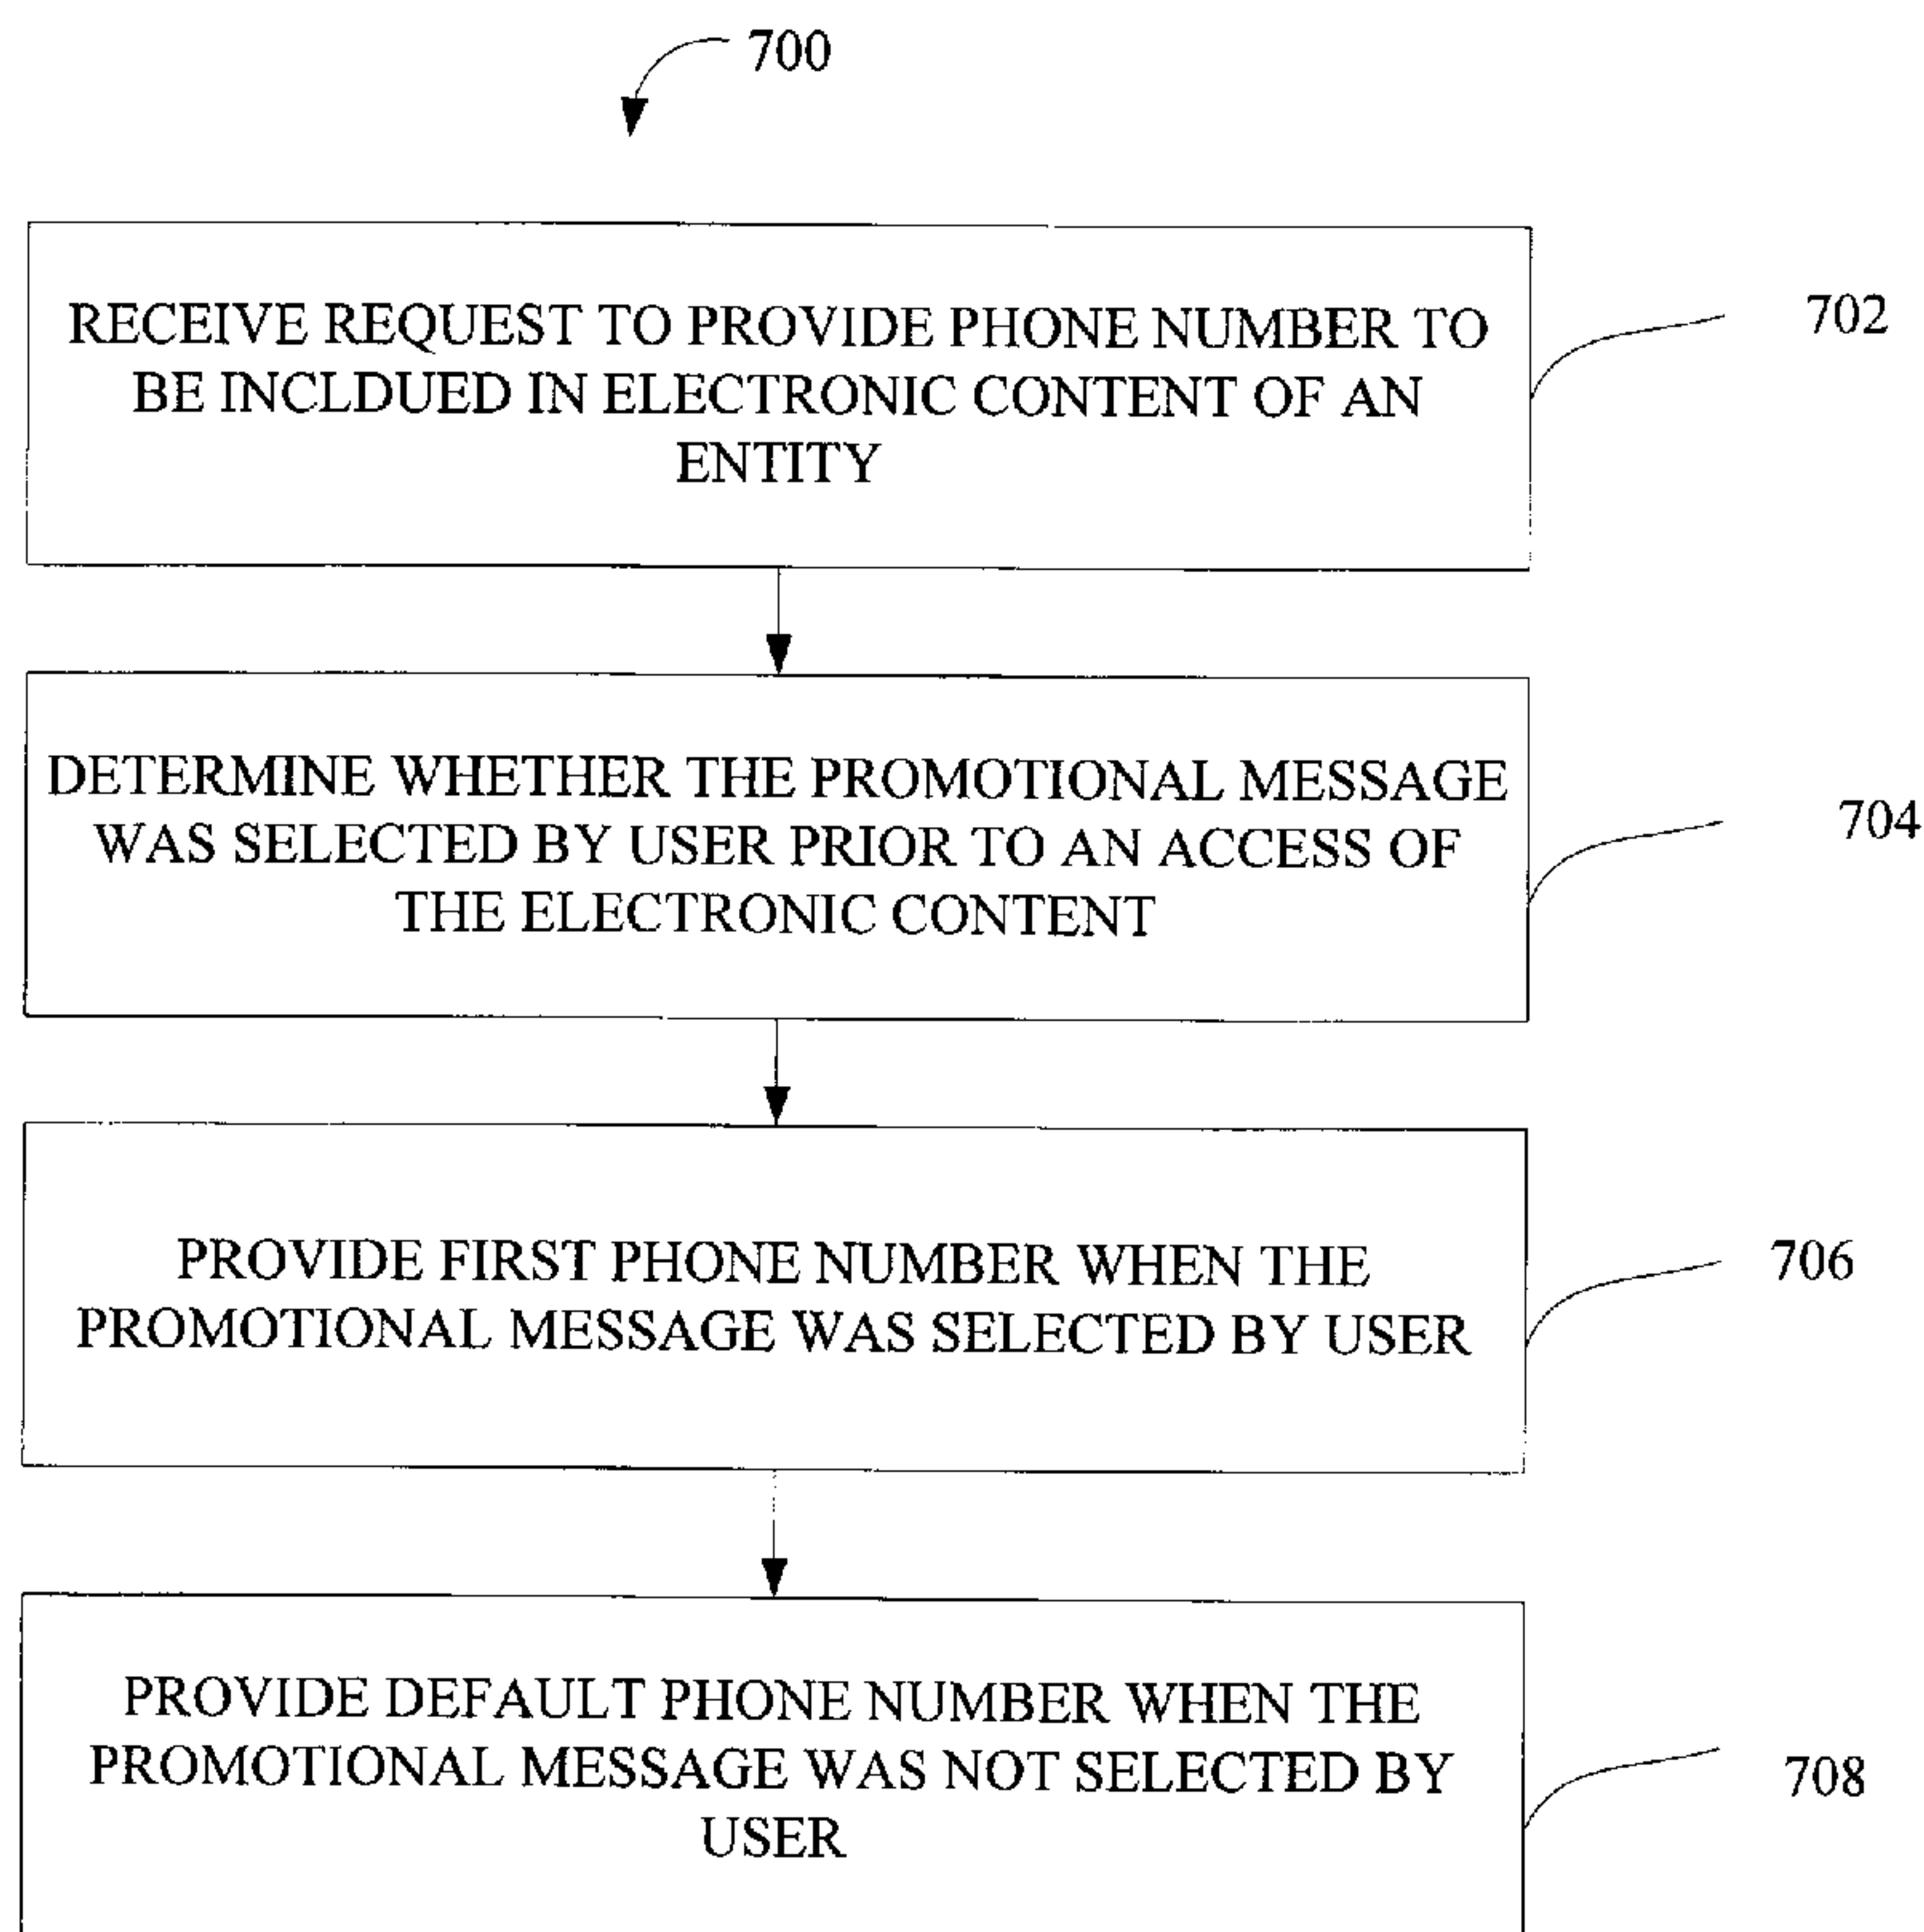 700
RECEIVE REQUEST TO PROVIDE PHONE NUMBER TO
BE INCLDUED IN ELECTRONIC CONTENT OF AN
ENTITY
702
DETERMINE WHETHER THE PROMOTIONAL MESSAGE
WAS SELECTED BY USER PRIOR TO AN ACCESS OF
THE ELECTRONIC CONTENT
704
PROVIDE FIRST PHONE NUMBER WHEN THE
PROMOTIONAL MESSAGE WAS SELECTED BY USER
706
PROVIDE DEFAULT PHONE NUMBER WHEN THE
PROMOTIONAL MESSAGE WAS NOT SELECTED BY
USER
708